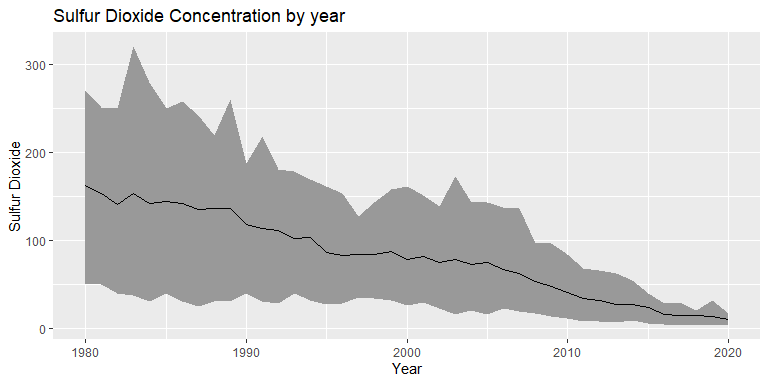 Sulfur Dioxide Concentration by year
300
200
100
0
Sulfur Dioxide
1980 1990 2000 2010 2020
Year